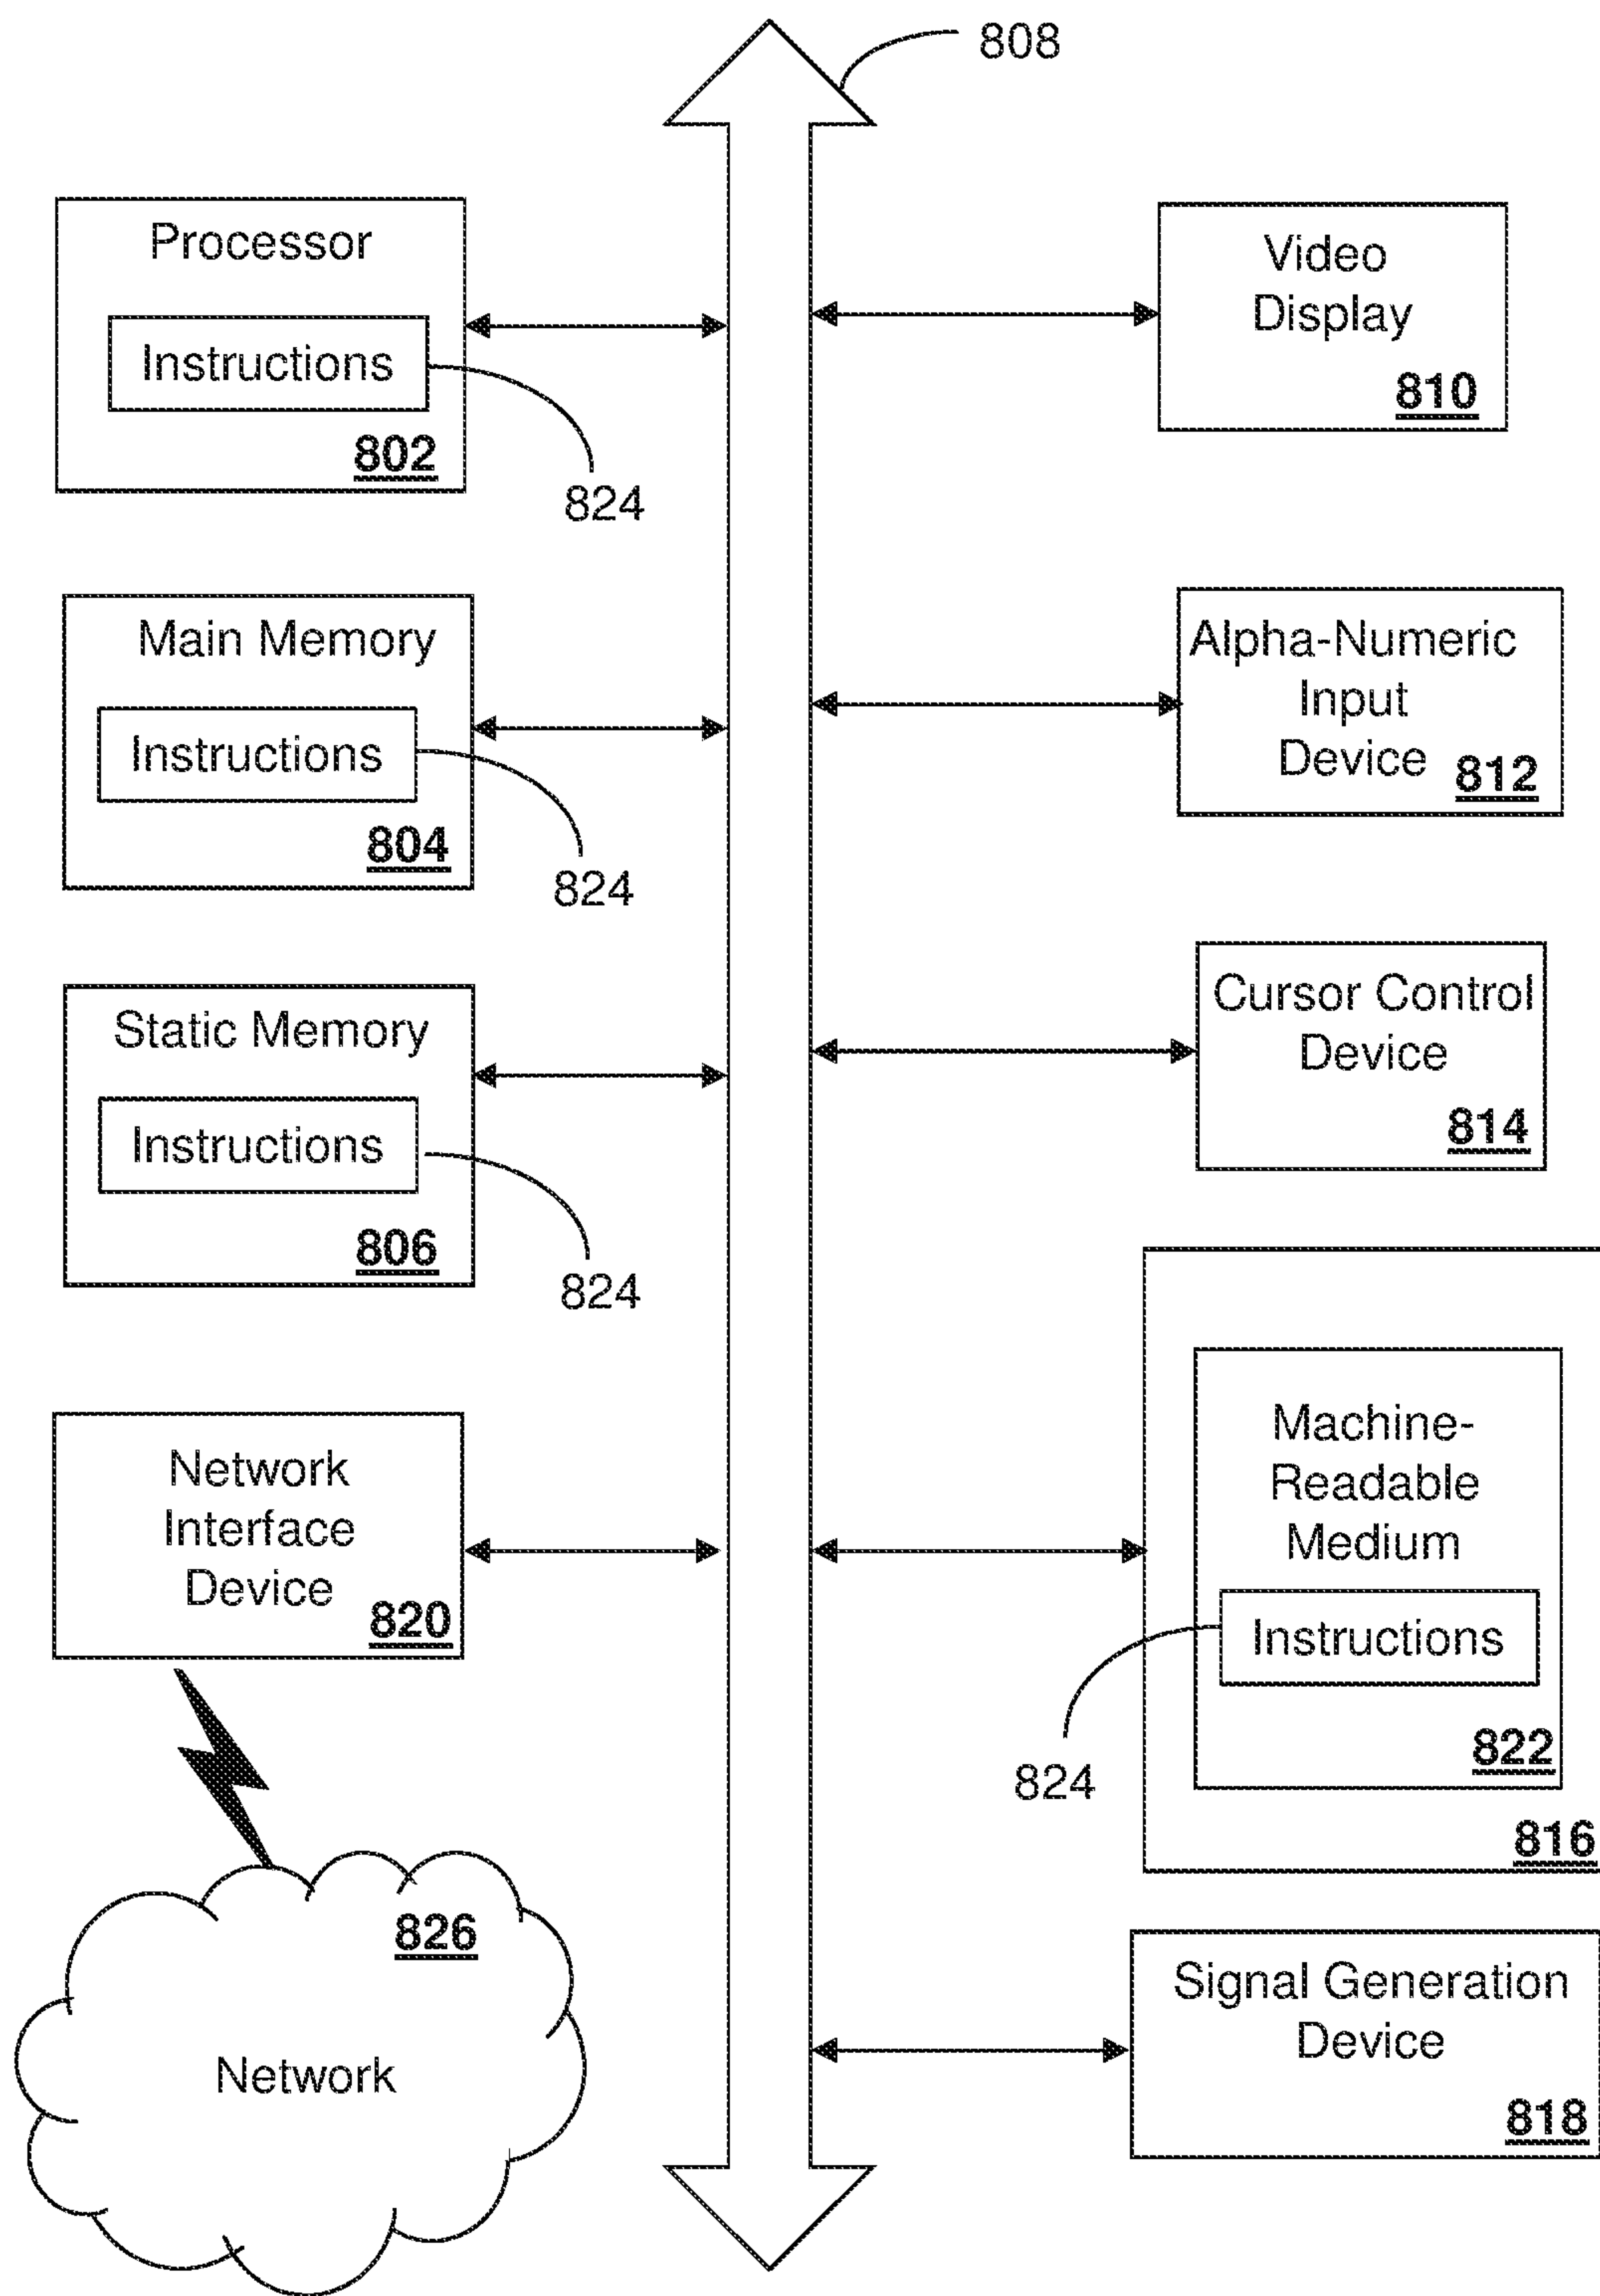 808
Processor
Instructions
802
824
Main Memory
Instructions
804
824
Static Memory
Instructions
806
824
Network
Interface
Device
820
826
Network
Video
Display
810
Alpha-Numeric
Input
Device
812
Cursor Control
Device
814
Machine-
Readable
Medium
Instructions
824
822
816
Signal Generation
Device
818